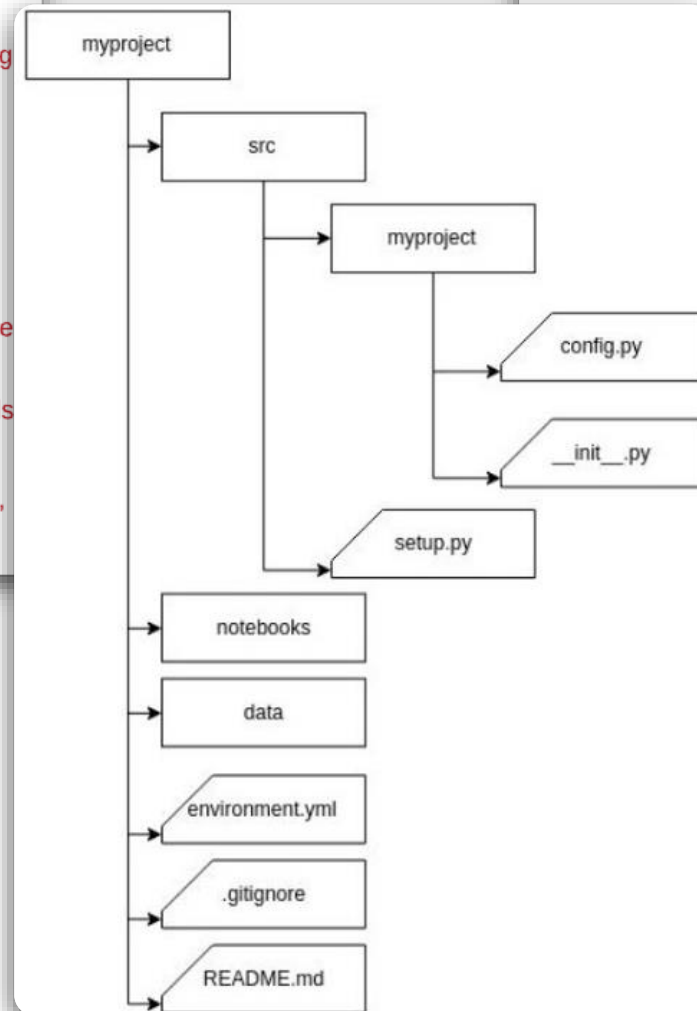 myproject
src
myproject
config.py
__init__.py
setup.py
notebooks
data
environment.yml
.gitignore
README.md